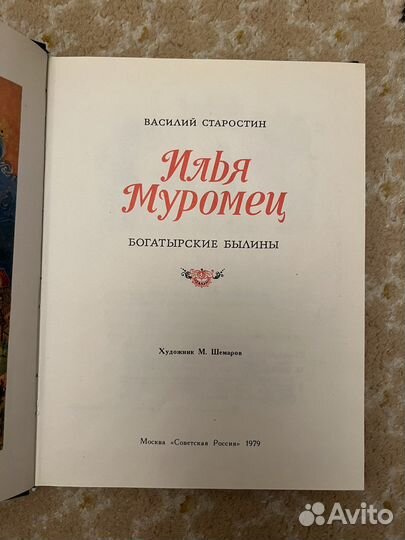 ВАСИЛИЙ СТАРОСТИН
ИЛЬЯ
МУРОМЕЦ
БОГАТЫРСКИЕ БЫЛИНЫ
Художник М. Шемаров
Москва «Советская Россия» 1979
Avito